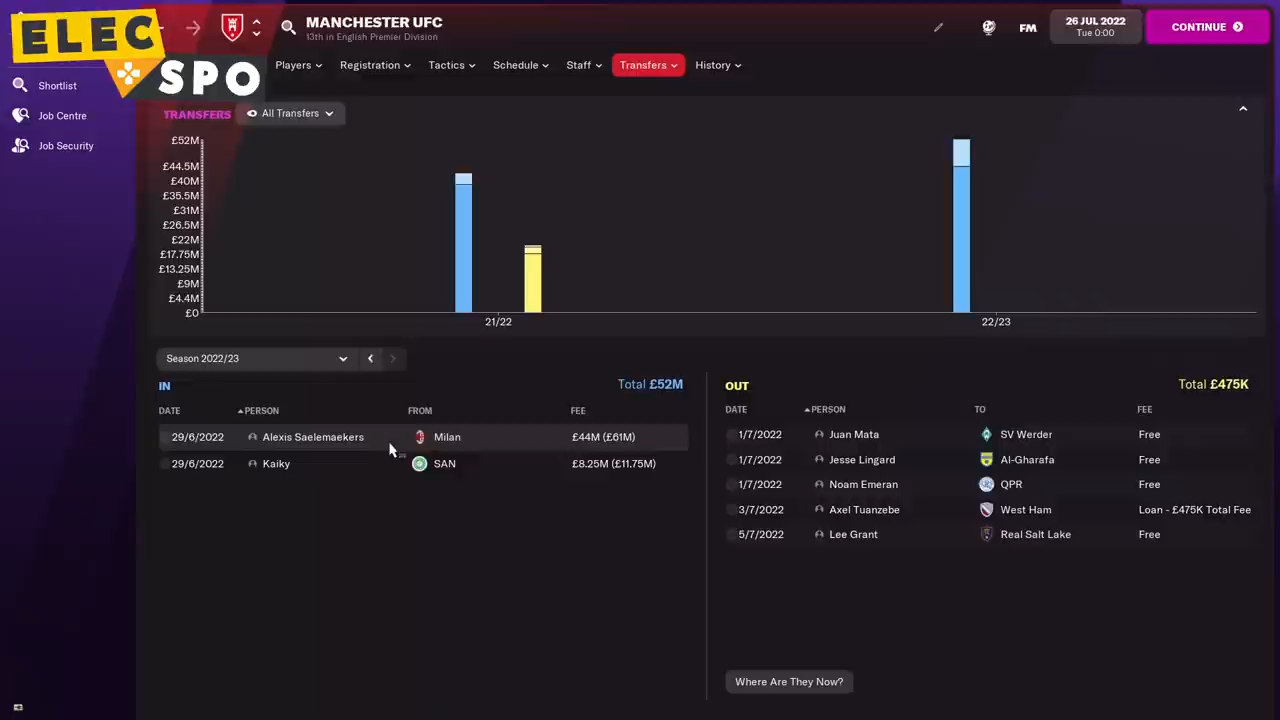 ELEC
SPO
MANCHESTER UFC
13th in English Premier Division
FM
26 JUL 2022
Tue 0:00
CONTINUE
Players
Registration
Tactics
Schedule
Staff
Transfers
History
Shortlist
Job Centre
Job Security
TRANSFERS
All Transfers
£52M
£44.5M
£40M
£35.5M
£31M
£26.5M
£22M
£17.75M
£13.25M
£9M
£4.4M
£0
21/22
22/23
Season 2022/23
IN
Total £52M
DATE PERSON FROM FEE
29/6/2022 Alexis Saelemaekers Milan £44M (£61M)
29/6/2022 Kaiky SAN £8.25M (£11.75M)
OUT
Total £475K
DATE PERSON TO FEE
1/7/2022 Juan Mata SV Werder Free
1/7/2022 Jesse Lingard Al-Gharafa Free
1/7/2022 Noam Emeran QPR Free
3/7/2022 Axel Tuanzebe West Ham Loan - £475K Total Fee
5/7/2022 Lee Grant Real Salt Lake Free
Where Are They Now?